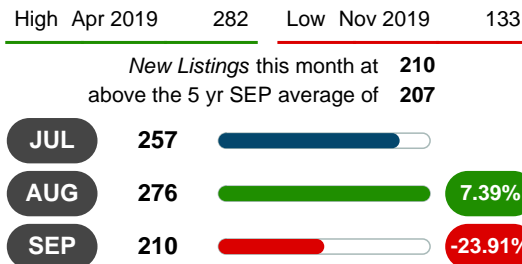 High Apr 2019 282 Low Nov 2019 133
New Listings this month at 210
above the 5 yr SEP average of 207
JUL 257
AUG 276 7.39%
SEP 210 -23.91%